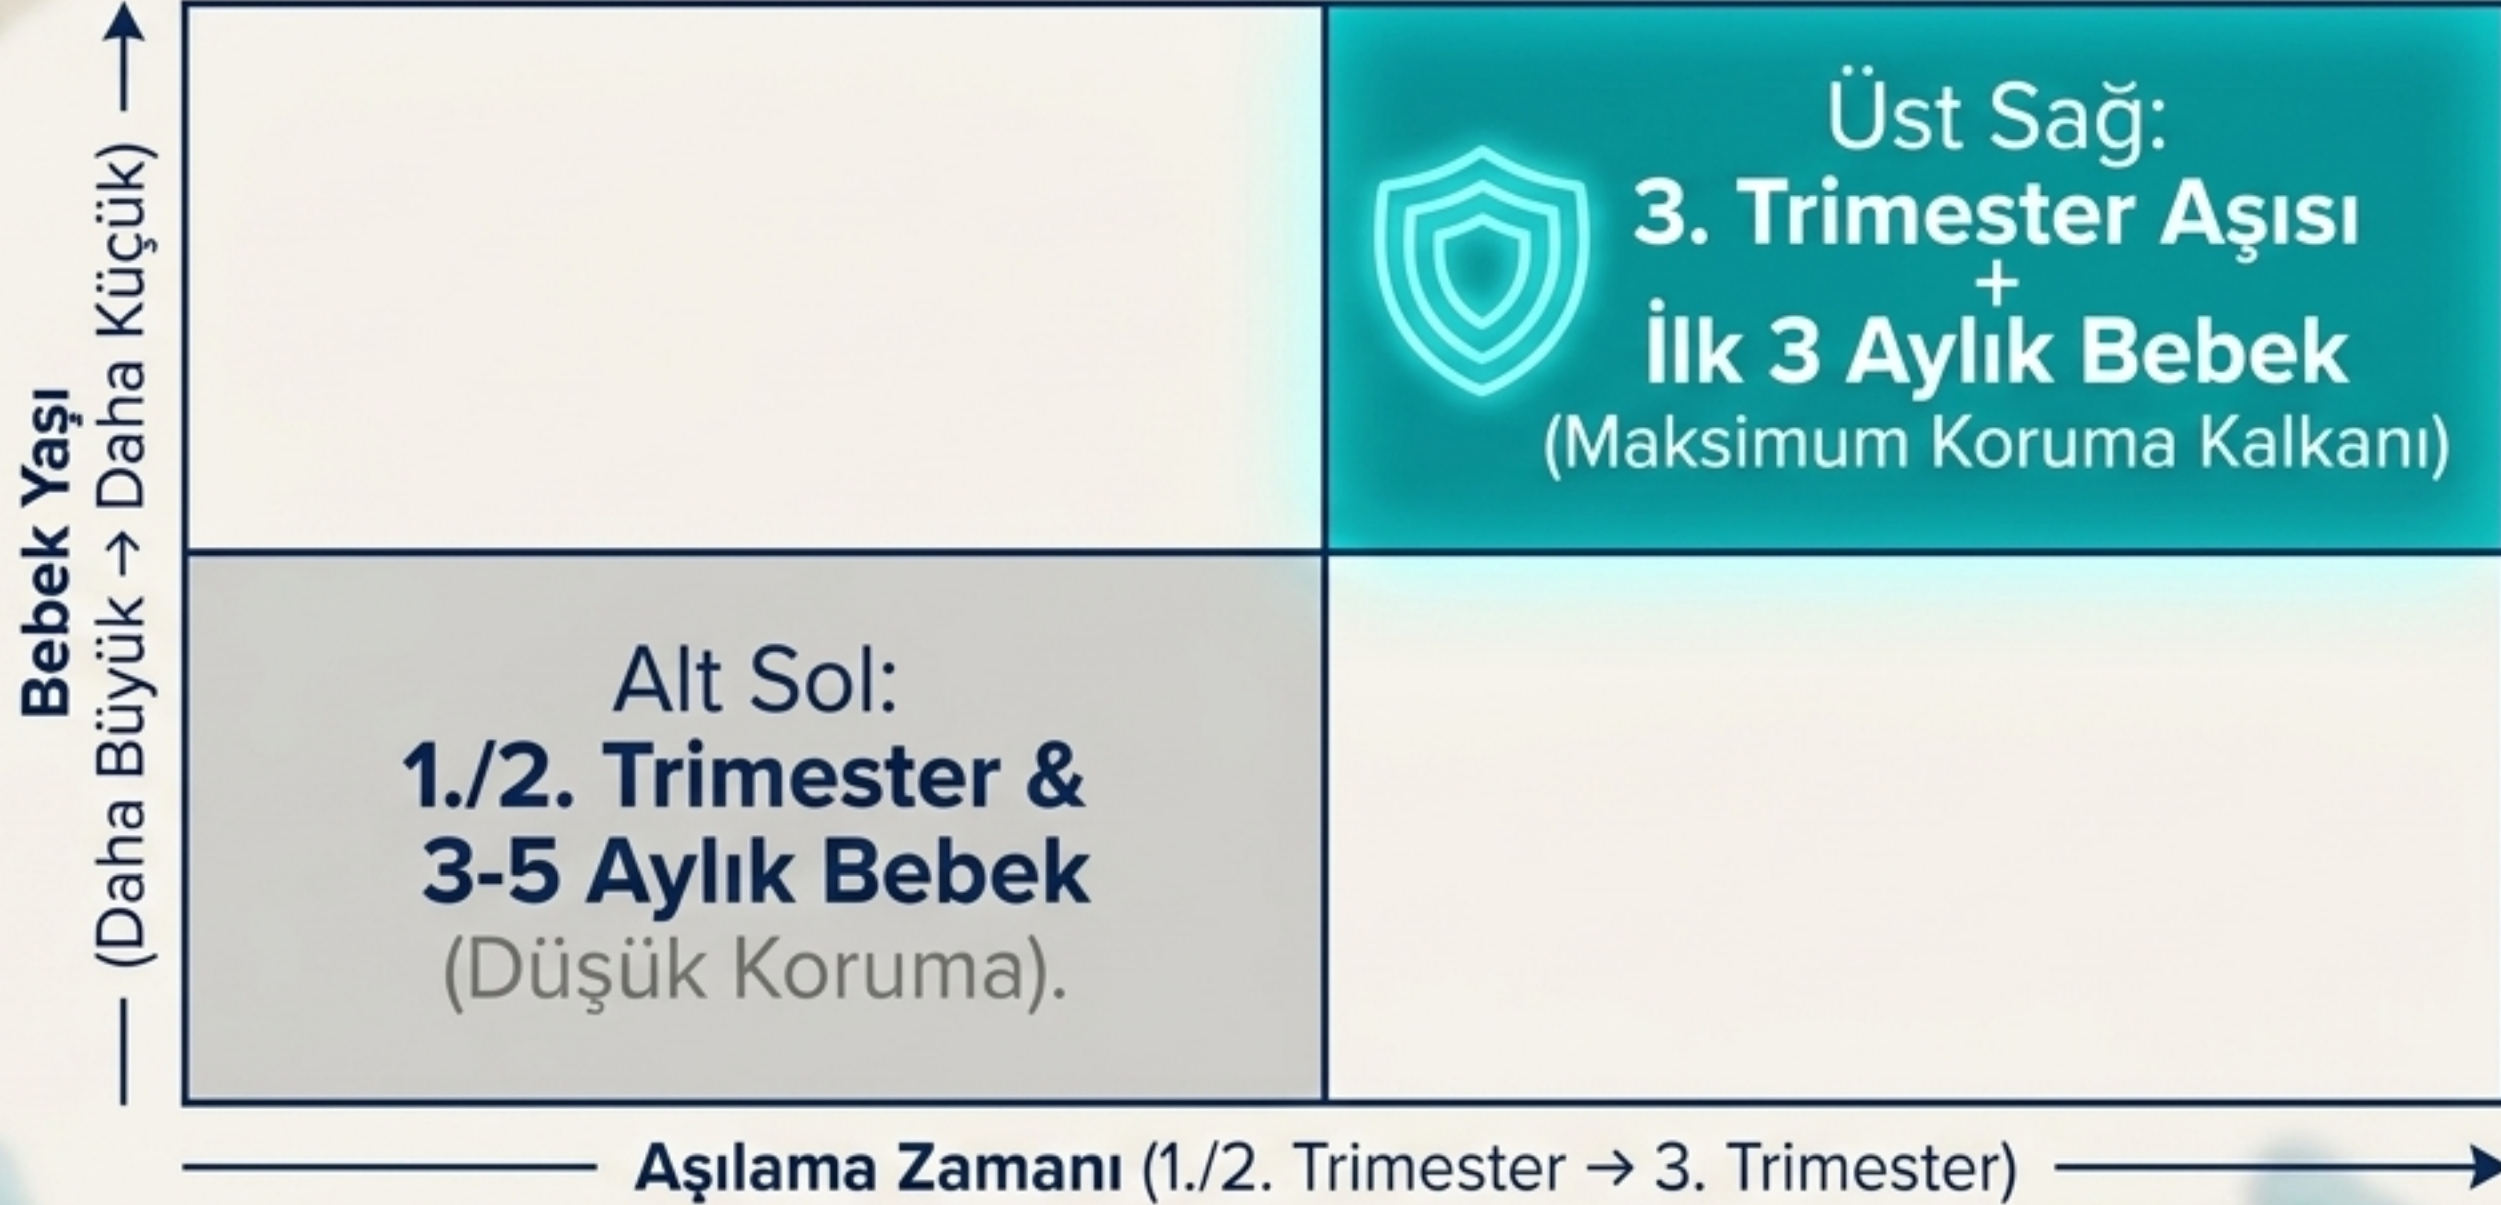 Bebek Yaşı
(Daha Büyük → Daha Küçük)
Üst Sağ:
3. Trimester Aşısı
+
İlk 3 Aylık Bebek
(Maksimum Koruma Kalkanı)
Alt Sol:
1./2. Trimester &
3-5 Aylık Bebek
(Düşük Koruma).
Aşılama Zamanı (1./2. Trimester → 3. Trimester)